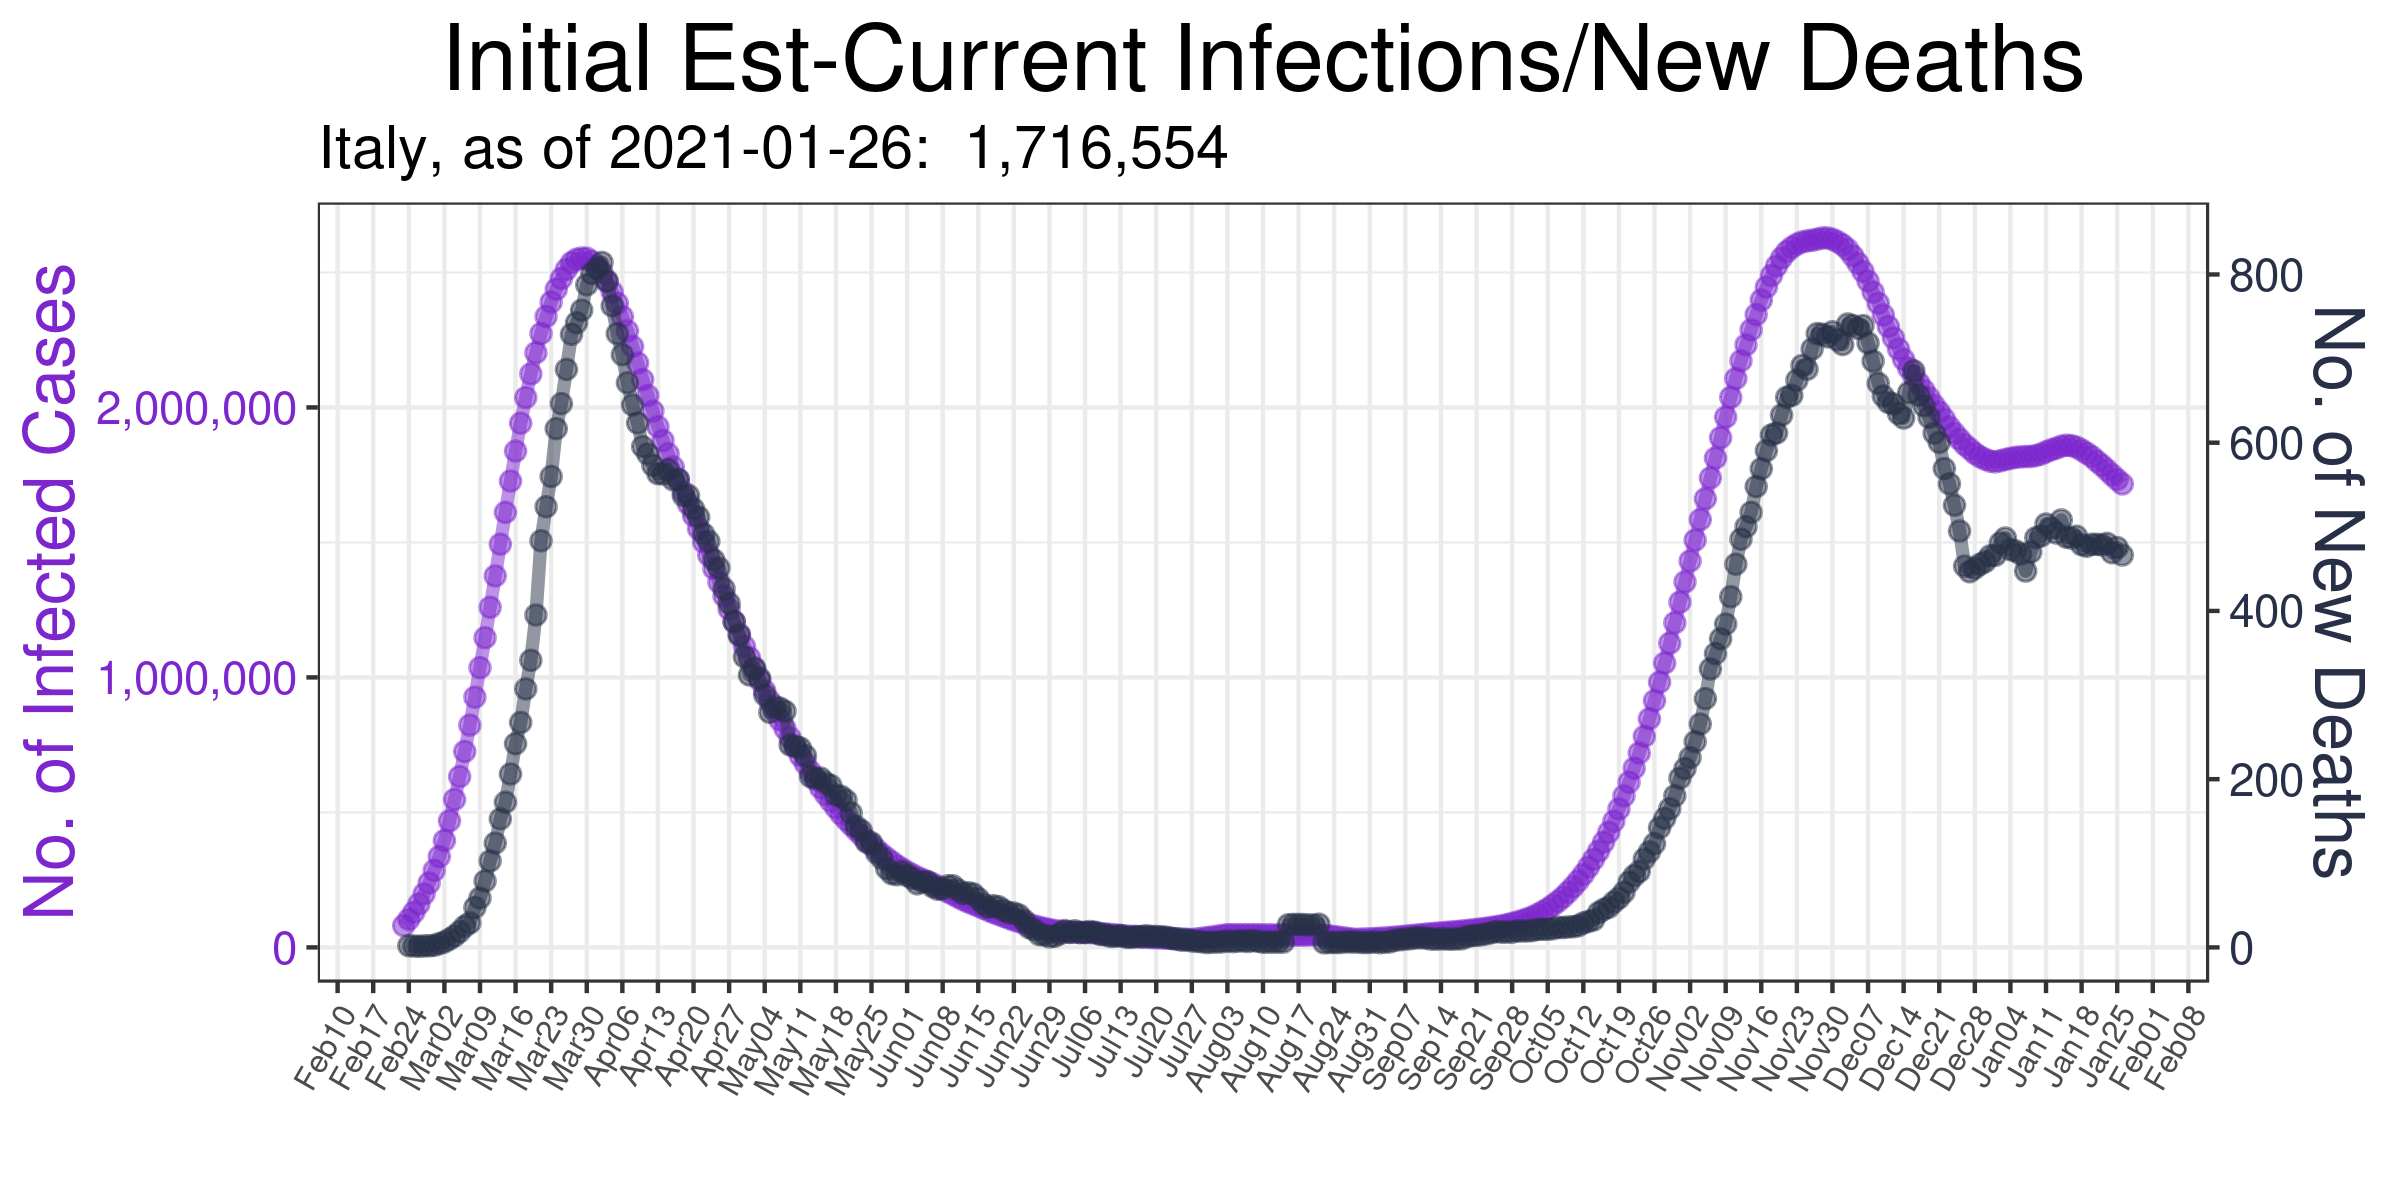 Initial Est-Current Infections/New Deaths
Italy, as of 2021-01-26:  1,716,554
No. of Infected Cases
2,000,000
1,000,000
0
800
600
400
200
0
No. of New Deaths
Feb10
Feb17
Feb24
Mar02
Mar09
Mar16
Mar23
Mar30
Apr06
Apr13
Apr20
Apr27
May04
May11
May18
May25
Jun01
Jun08
Jun15
Jun22
Jun29
Jul06
Jul13
Jul20
Jul27
Aug03
Aug10
Aug17
Aug24
Aug31
Sep07
Sep14
Sep21
Sep28
Oct05
Oct12
Oct19
Oct26
Nov02
Nov09
Nov16
Nov23
Nov30
Dec07
Dec14
Dec21
Dec28
Jan04
Jan11
Jan18
Jan25
Feb01
Feb08